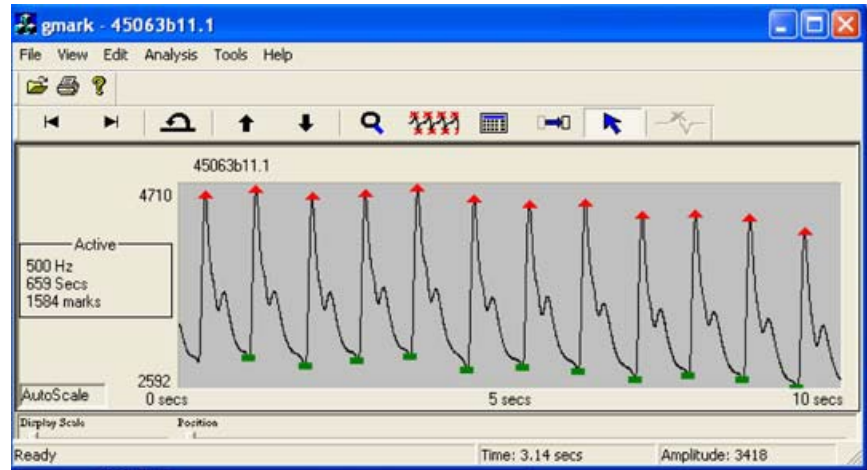 gmark - 45063b11.1
File View Edit Analysis Tools Help
45063b11.1
4710
Active
500 Hz
659 Secs
1584 marks
2592
AutoScale
0 secs 5 secs 10 secs
Display Scale Position
Ready Time: 3.14 secs Amplitude: 3418